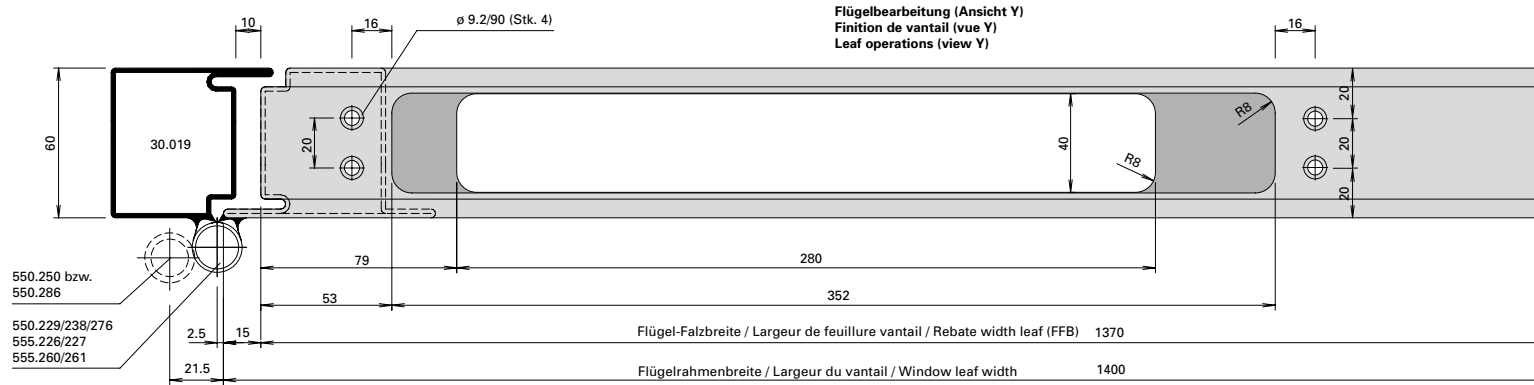 Flügelbearbeitung (Ansicht Y)
Finition de vantail (vue Y)
Leaf operations (view Y)
10
16
ø 9.2/90 (Stk. 4)
16
60
30.019
20
40
R8
R8
20
20
20
79
280
550.250 bzw.
550.286
53
352
550.229/238/276
555.226/227
555.260/261
2.5
15
Flügel-Falzbreite / Largeur de feuillure vantail / Rebate width leaf (FFB) 1370
21.5
Flügelrahmenbreite / Largeur du vantail / Window leaf width 1400